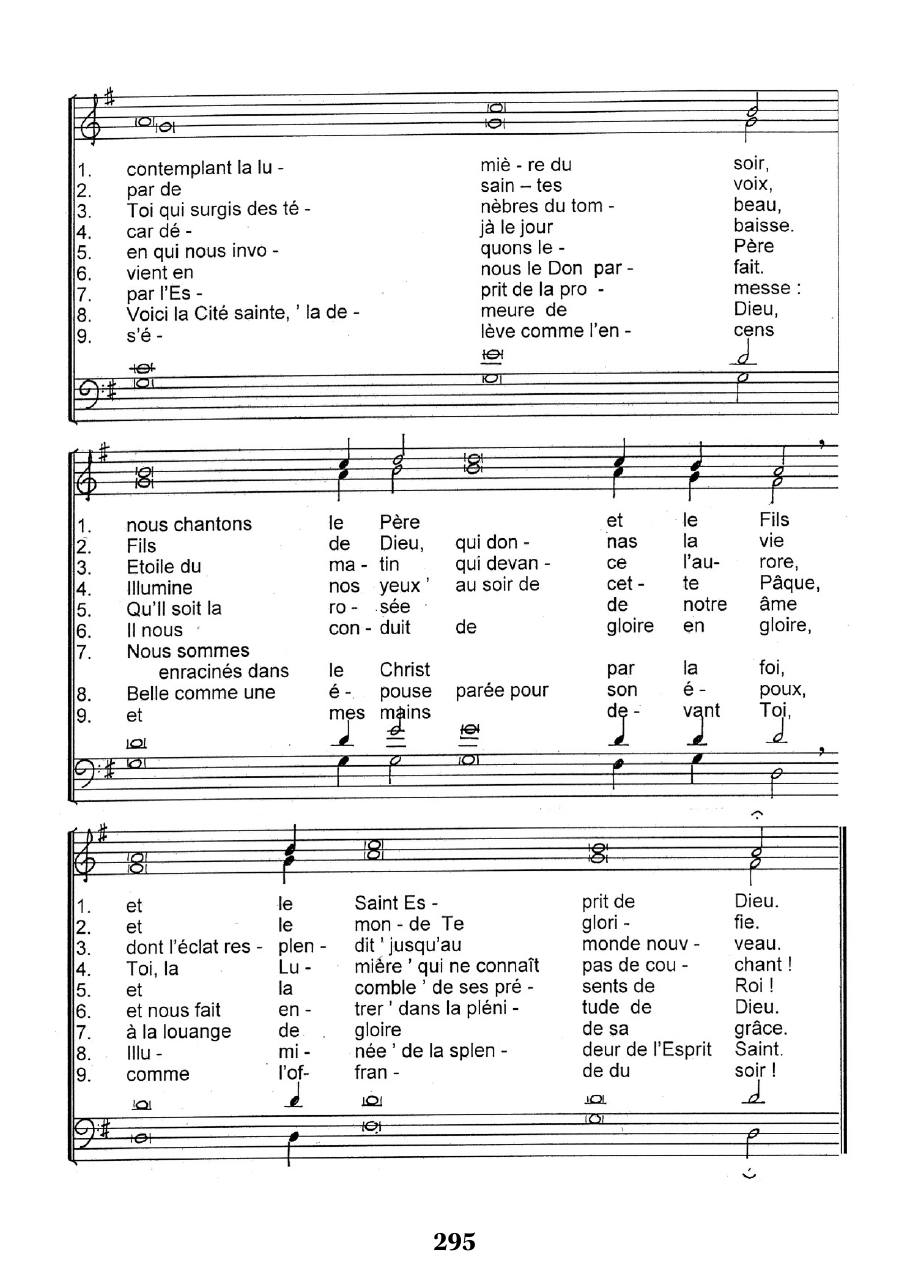 1. contemplant la lu - miè - re du soir,
2. par de sain – tes voix,
3. Toi qui surgis des té - nèbres du tom - beau,
4. car dé - jà le jour baisse.
5. en qui nous invo - quons le - Père
6. vient en nous le Don par - fait.
7. par l'Es - prit de la pro - messe :
8. Voici la Cité sainte, ' la de - meure de Dieu,
9. s'é - lève comme l'en - cens
1. nous chantons le Père et le Fils
2. Fils de Dieu, qui don - nas la vie
3. Etoile du ma - tin qui devan - ce l'au- rore,
4. Illumine nos yeux ' au soir de cet - te Pâque,
5. Qu'Il soit la ro - sée de notre âme
6. Il nous con - duit de gloire en gloire,
7. Nous sommes
enracinés dans le Christ par la foi,
8. Belle comme une é - pouse parée pour son é - poux,
9. et mes mains de - vant Toi,
1. et le Saint Es - prit de Dieu.
2. et le mon - de Te glori - fie.
3. dont l'éclat res - plen - dit ' jusqu'au monde nouv - veau.
4. Toi, la Lu - mière ' qui ne connaît pas de cou - chant !
5. et la comble ' de ses pré - sents de Roi !
6. et nous fait en - trer ' dans la pléni - tude de Dieu.
7. à la louange de gloire de sa grâce.
8. Illu - mi - née ' de la splen - deur de l'Esprit Saint.
9. comme l'of- fran - de du soir !
295